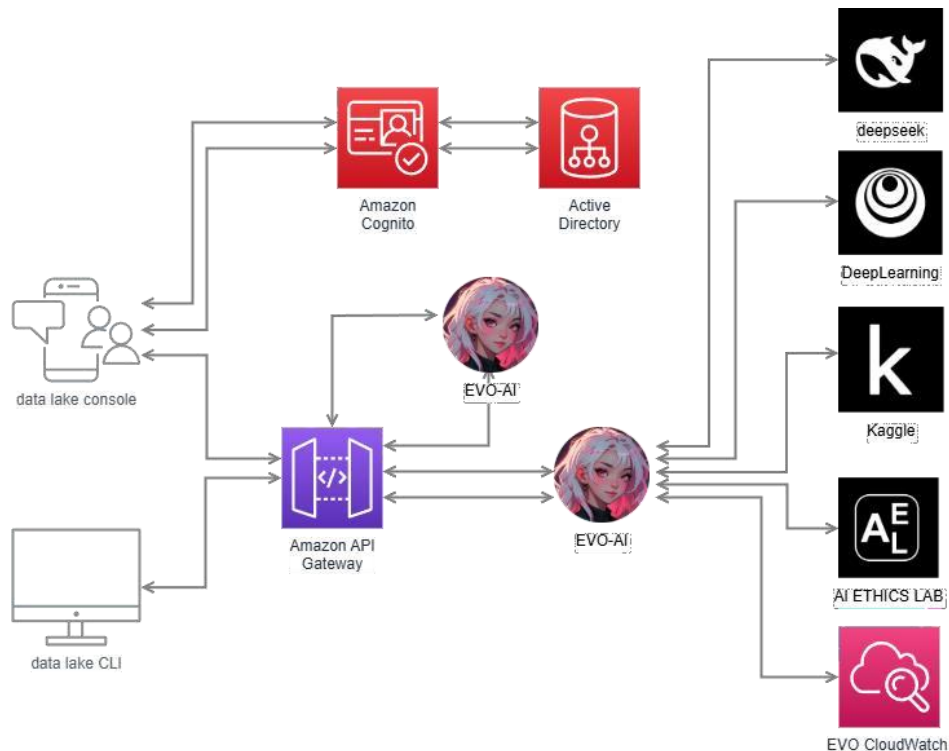 deepseek
Amazon
Cognito
Active
Directory
DeepLearning
EVO-AI
data lake console
k
Kaggle
</>
Amazon API
Gateway
EVO-AI
A E L
AI ETHICS LAB
data lake CLI
EVO CloudWatch